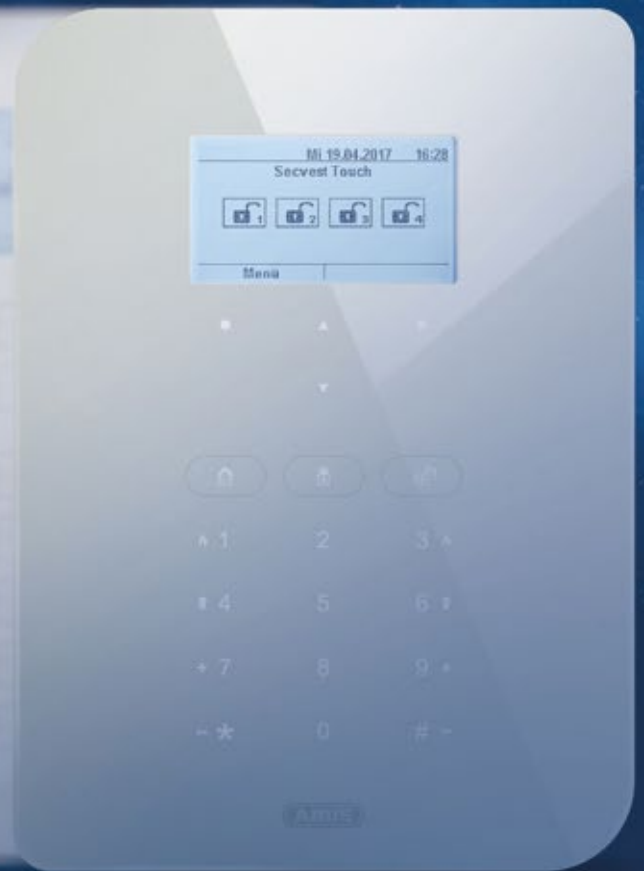 Mi 19.04.2017 16:28
Secvest Touch
1 2 3 4
Menü
1 2 3
4 5 6
7 8 9
* 0 #
ABUS